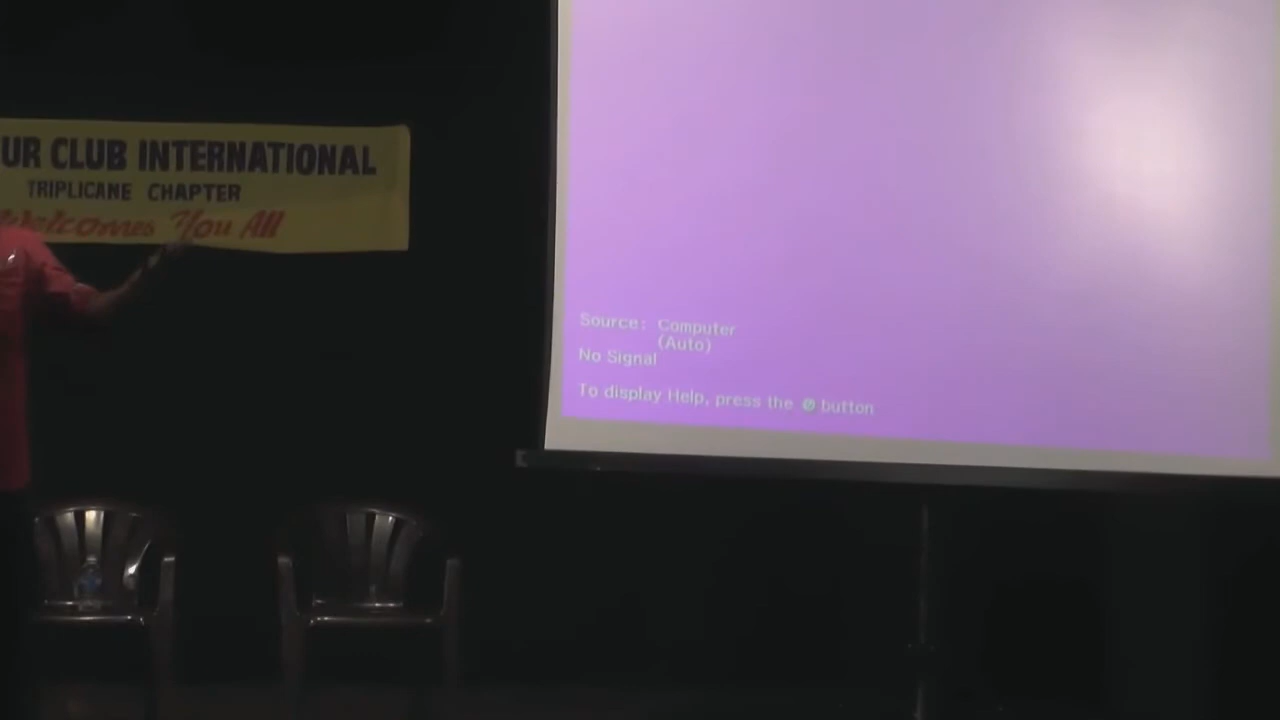 UR CLUB INTERNATIONAL
TRIPLICANE CHAPTER
Welcomes You All
Source: Computer
(Auto)
No Signal
To display Help, press the button